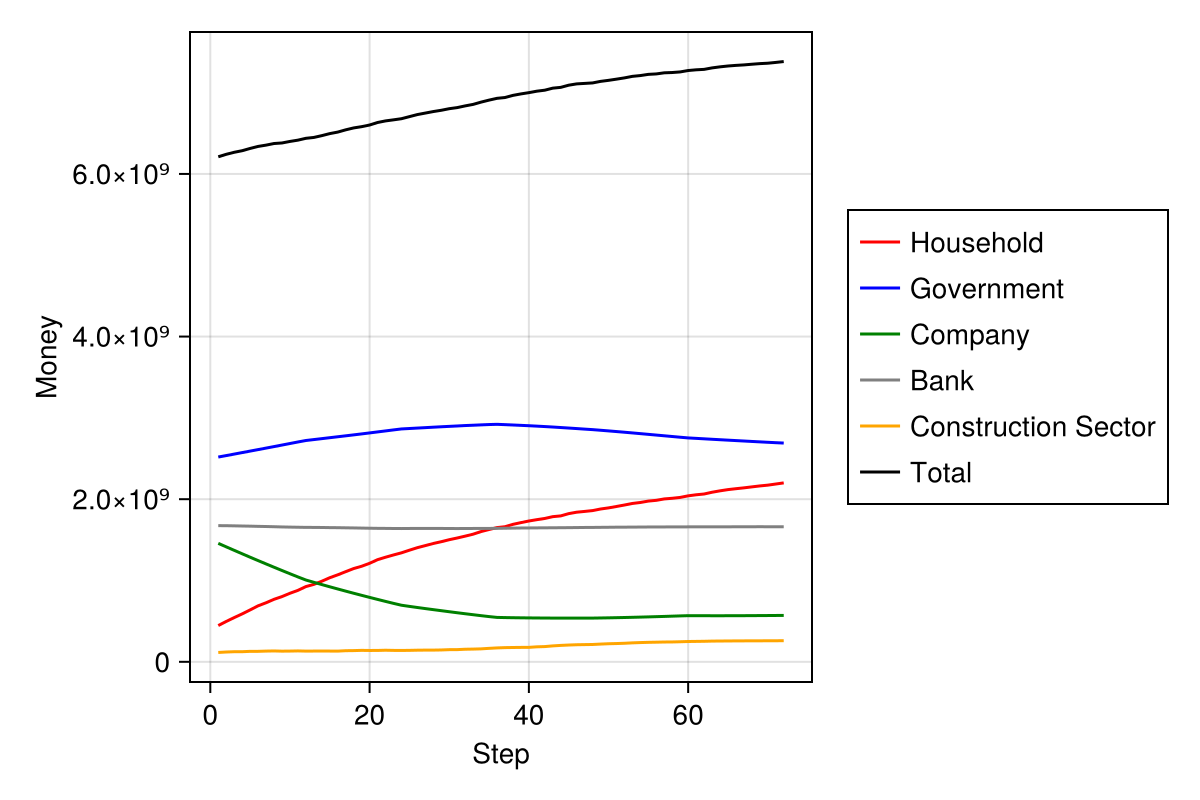 6.0×10⁹
4.0×10⁹
2.0×10⁹
0
Money
0 20 40 60
Step
Household
Government
Company
Bank
Construction Sector
Total